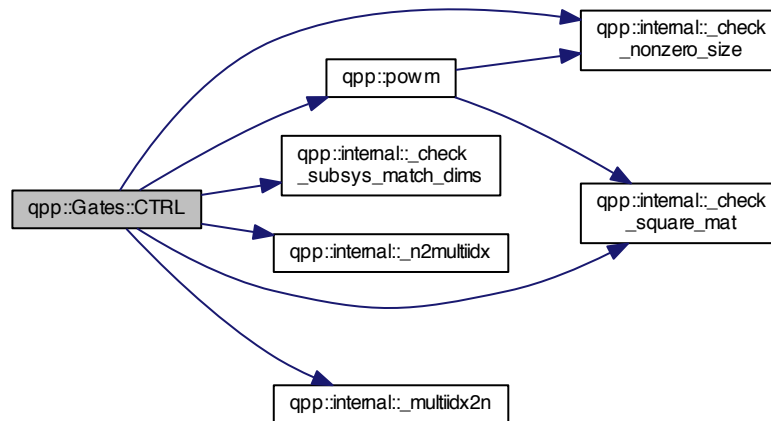 qpp::internal::_check
_nonzero_size
qpp::powm
qpp::internal::_check
_subsys_match_dims
qpp::Gates::CTRL
qpp::internal::_check
_square_mat
qpp::internal::_n2multiidx
qpp::internal::_multiidx2n